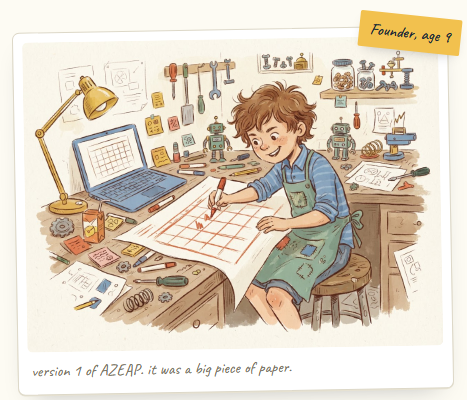 Founder, age 9
version 1 of AZEAP. it was a big piece of paper.